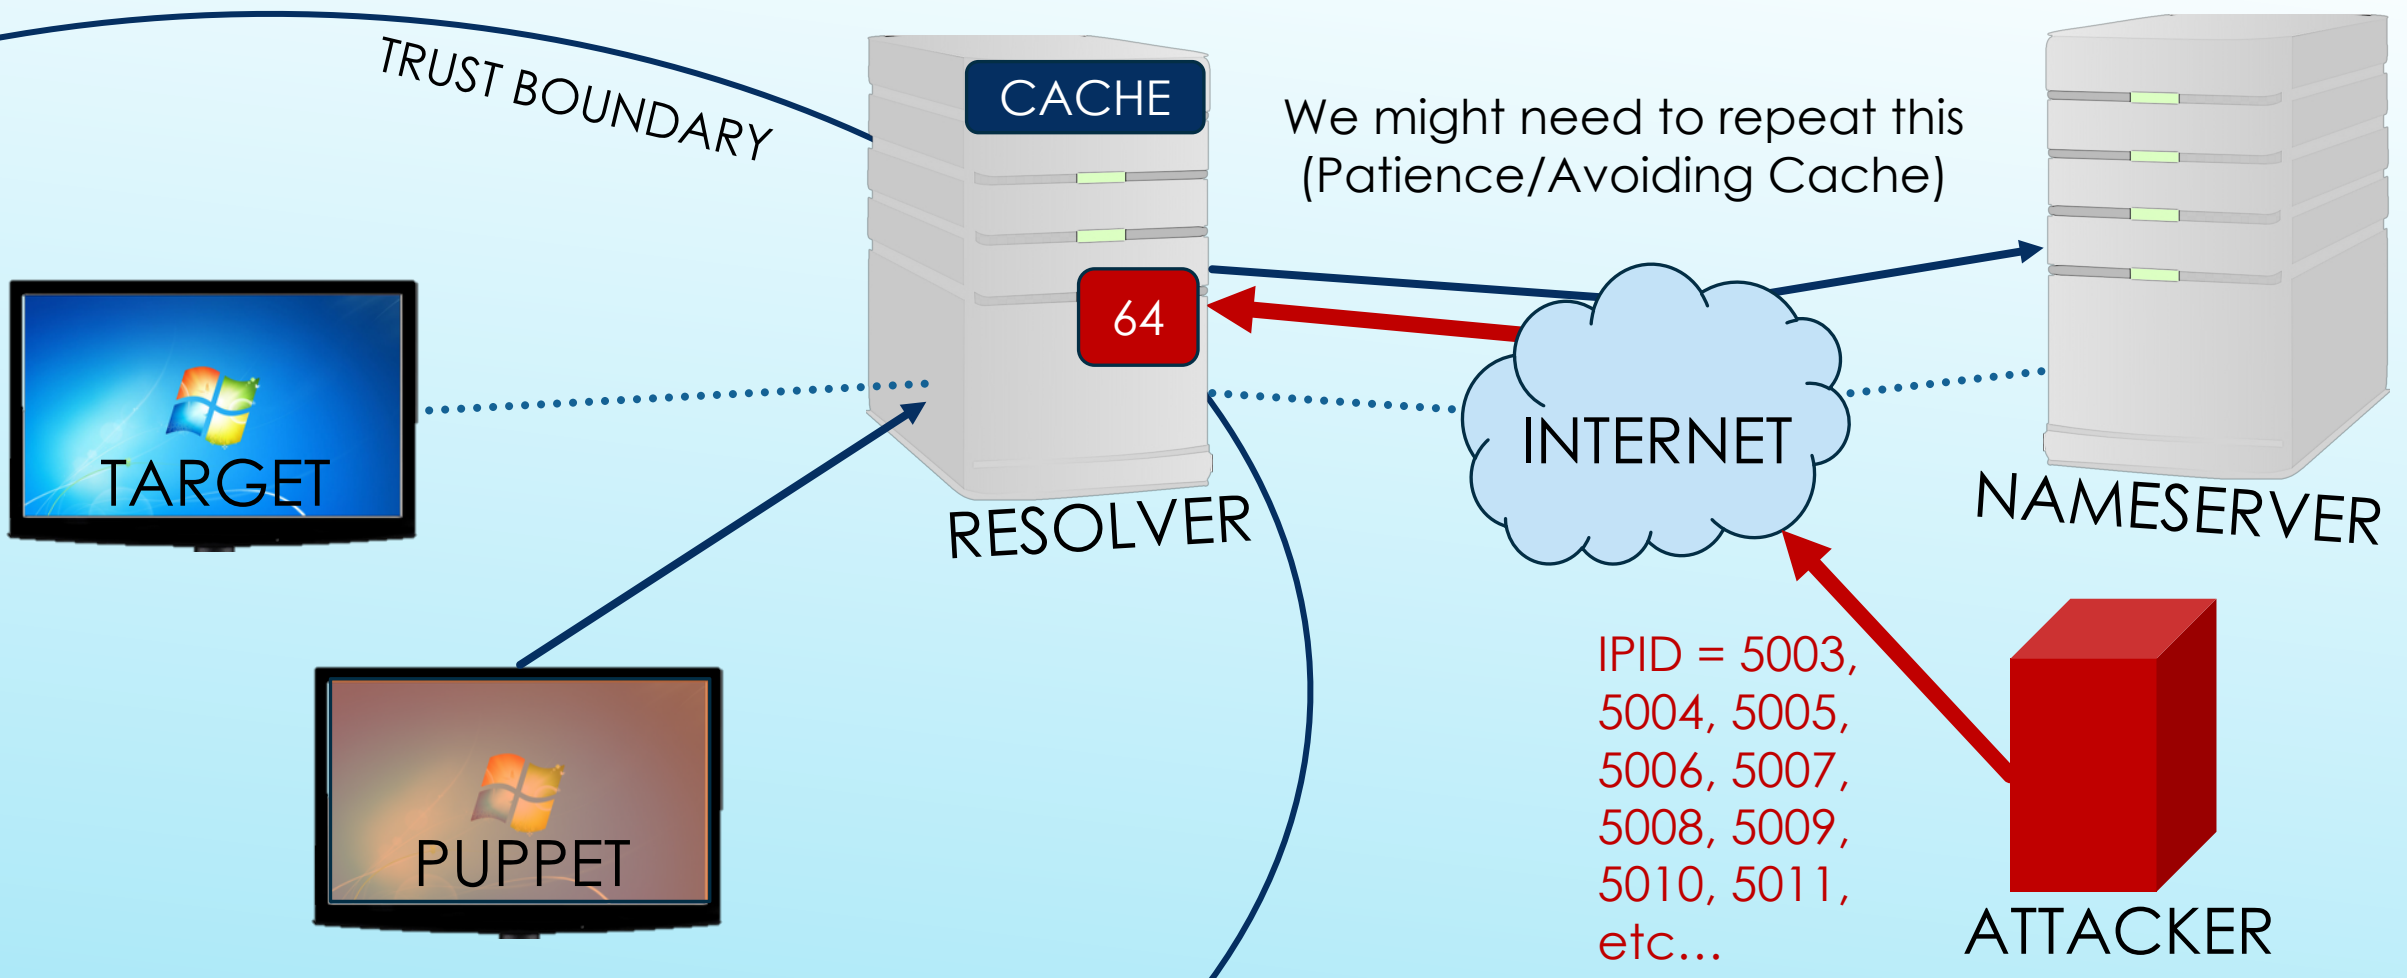 TRUST BOUNDARY
CACHE
We might need to repeat this
(Patience/Avoiding Cache)
64
TARGET
INTERNET
RESOLVER
NAMESERVER
IPID = 5003,
5004, 5005,
5006, 5007,
5008, 5009,
5010, 5011,
etc…
PUPPET
ATTACKER